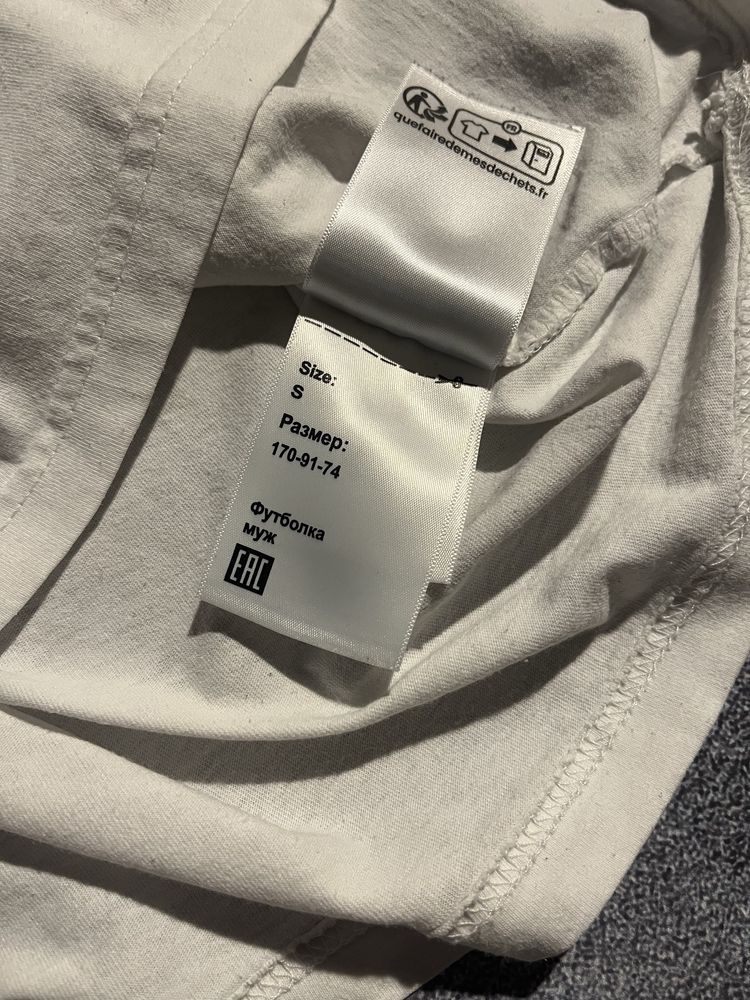 FR
quefairedemesdechets.fr
Size:
S
Размер:
170-91-74
Футболка
муж
EAC